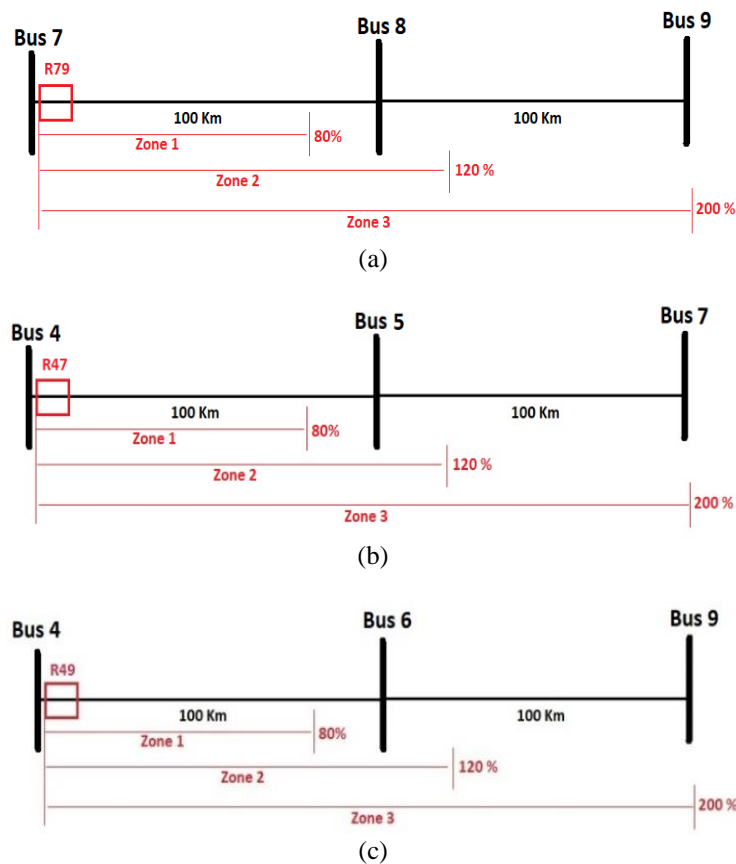 Bus 7
Bus 8
Bus 9
R79
100 Km
100 Km
Zone 1
80%
Zone 2
120 %
Zone 3
200 %
(a)
Bus 4
Bus 5
Bus 7
R47
100 Km
100 Km
Zone 1
80%
Zone 2
120 %
Zone 3
200 %
(b)
Bus 4
Bus 6
Bus 9
R49
100 Km
100 Km
Zone 1
80%
Zone 2
120 %
Zone 3
200 %
(c)